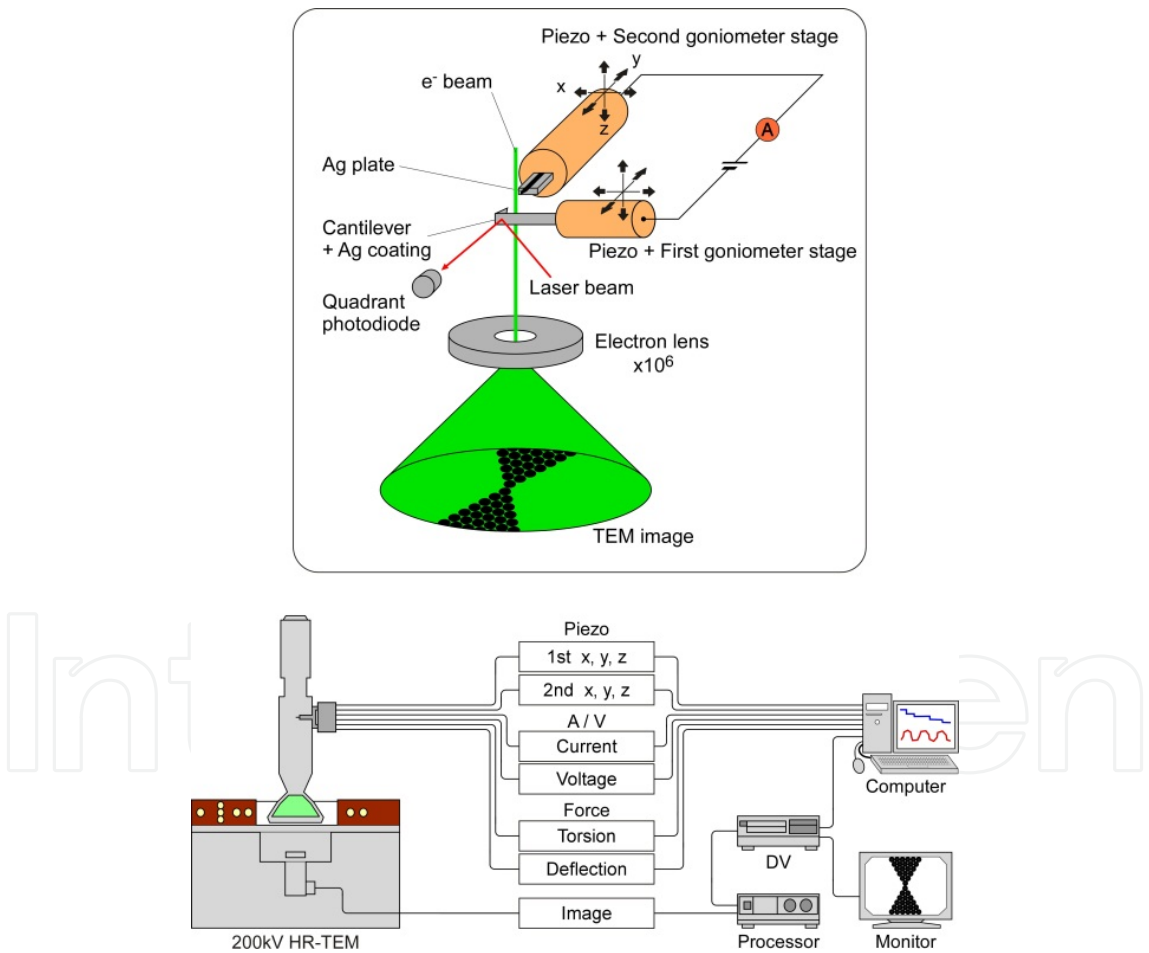 Piezo + Second goniometer stage
y
e- beam
x
z
A
Ag plate
Cantilever
+ Ag coating
Piezo + First goniometer stage
Laser beam
Quadrant
photodiode
Electron lens
x10⁶
TEM image
Piezo
1st x, y, z
2nd x, y, z
A / V
Current
Voltage
Computer
Force
Torsion
Deflection
DV
Image
200kV HR-TEM
Processor
Monitor